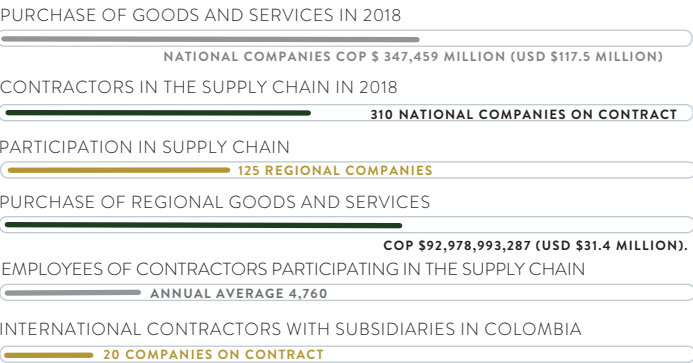 PURCHASE OF GOODS AND SERVICES IN 2018
NATIONAL COMPANIES COP $ 347,459 MILLION (USD $117.5 MILLION)
CONTRACTORS IN THE SUPPLY CHAIN IN 2018
310 NATIONAL COMPANIES ON CONTRACT
PARTICIPATION IN SUPPLY CHAIN
125 REGIONAL COMPANIES
PURCHASE OF REGIONAL GOODS AND SERVICES
COP $92,978,993,287 (USD $31.4 MILLION).
EMPLOYEES OF CONTRACTORS PARTICIPATING IN THE SUPPLY CHAIN
ANNUAL AVERAGE 4,760
INTERNATIONAL CONTRACTORS WITH SUBSIDIARIES IN COLOMBIA
20 COMPANIES ON CONTRACT